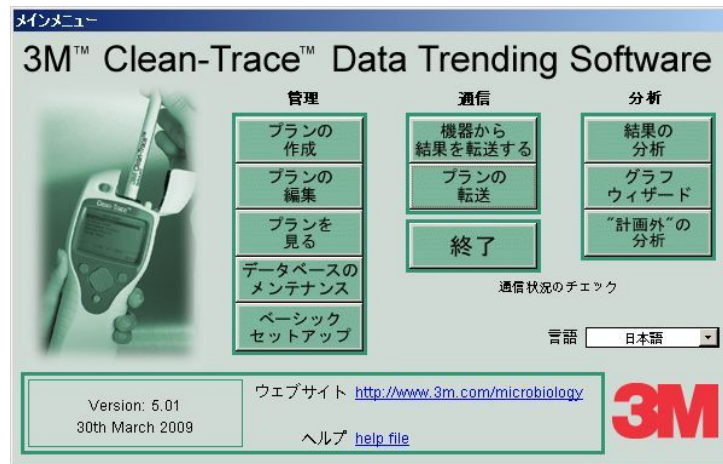 メインメニュー
3M™ Clean-Trace™ Data Trending Software
管理
プランの
作成
プランの
編集
プランを
見る
データベースの
メンテナンス
ベーシック
セットアップ
通信
機器から
結果を転送する
プランの
転送
終了
通信状況のチェック
分析
結果の
分析
グラフ
ウィザード
"計画外"の
分析
言語 日本語
Version: 5.01
30th March 2009
ウェブサイト http://www.3m.com/microbiology
ヘルプ help file
3M
Clean-Trace